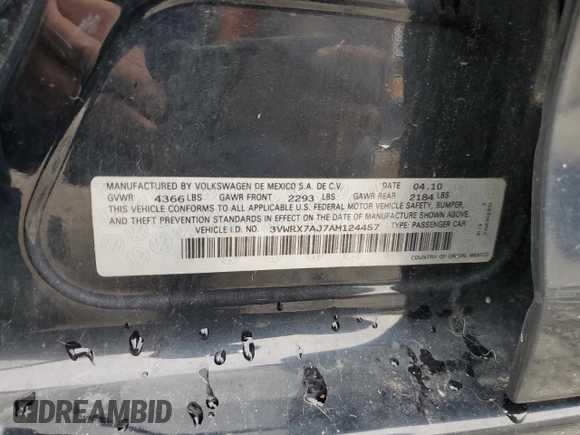 MANUFACTURED BY VOLKSWAGEN DE MEXICO S.A. DE C.V. DATE 04.10
GVWR 4366 LBS GAWR FRONT 2293 LBS GAWR REAR 2184 LBS
THIS VEHICLE CONFORMS TO ALL APPLICABLE U.S. FEDERAL MOTOR VEHICLE SAFETY, BUMPER,
AND THEFT PREVENTION STANDARDS IN EFFECT ON THE DATE OF MANUFACTURE SHOWN ABOVE.
VEHICLE I.D. NO. 3VWRX7AJ7AM124457 TYPE: PASSENGER CAR
COUNTRY OF ORIGIN: MEXICO
DREAMBID